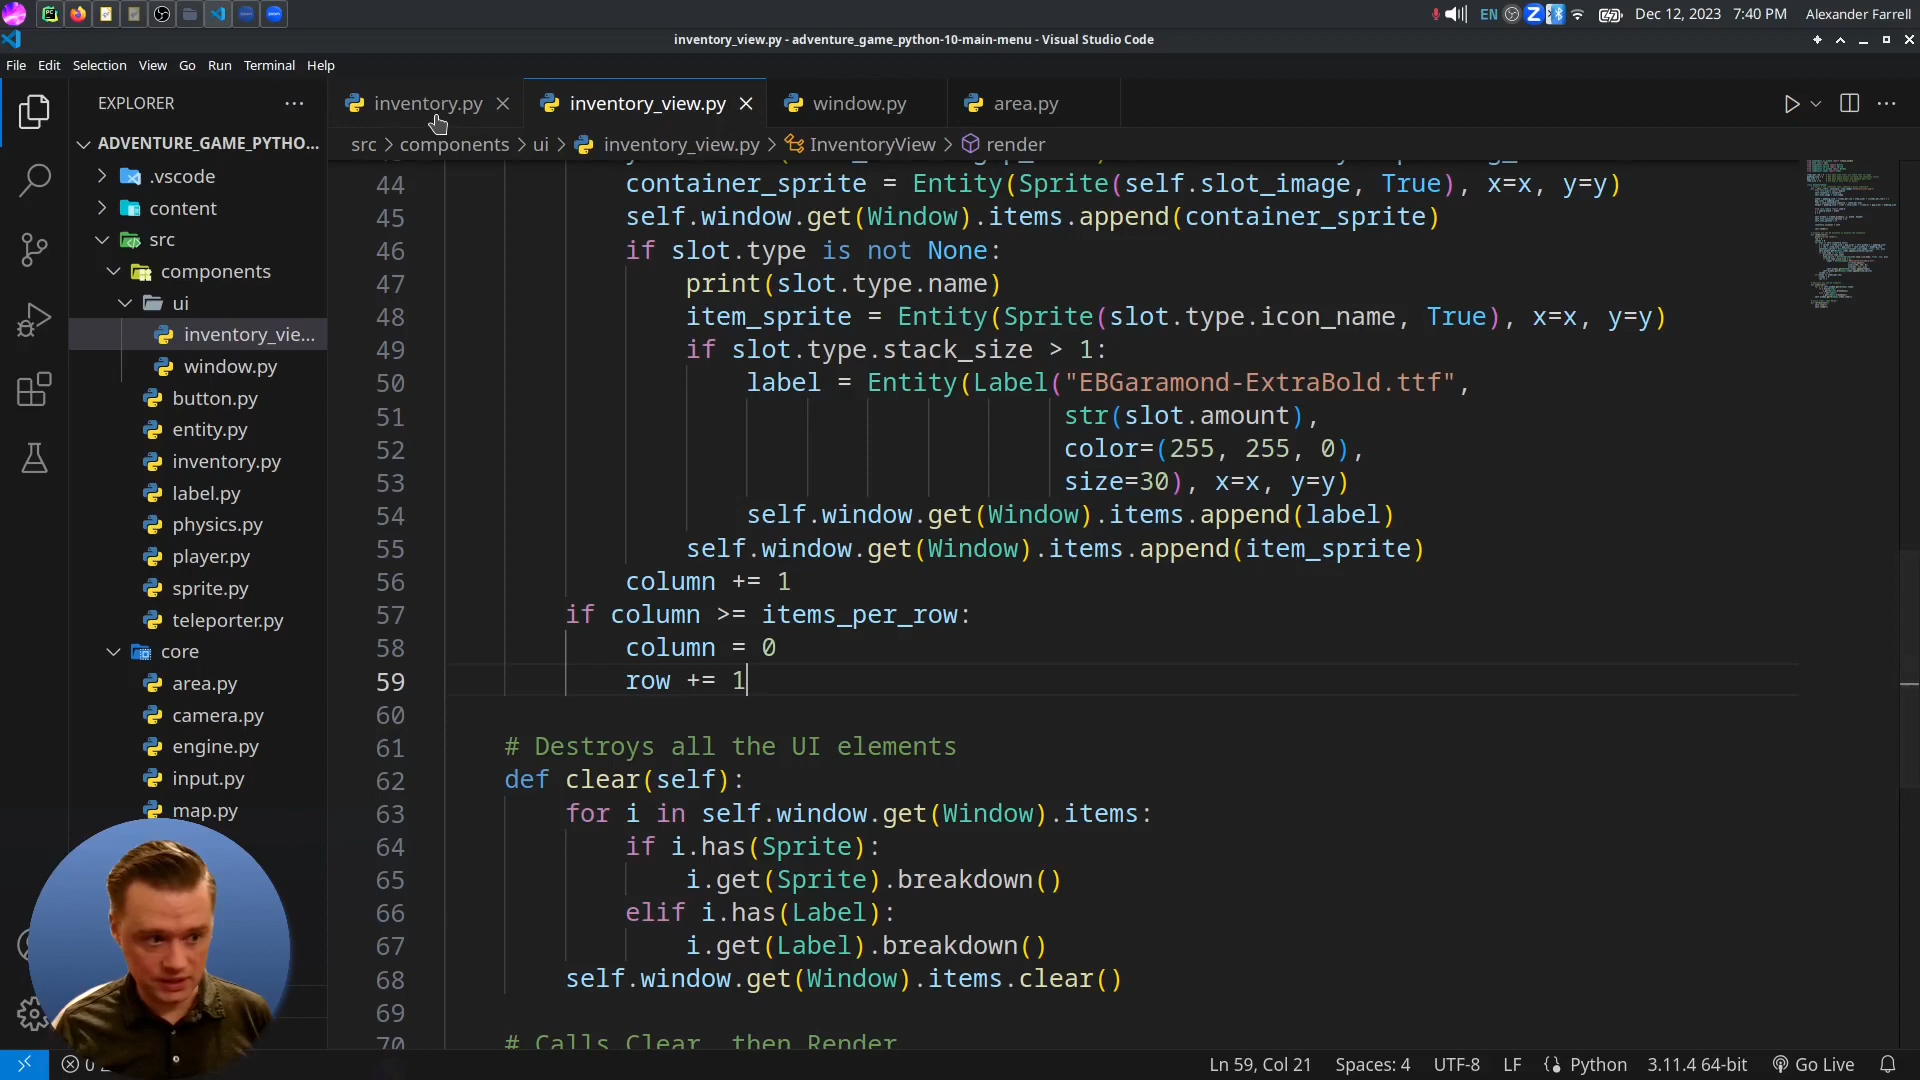 EN
Z
Dec 12, 2023
7:40 PM
Alexander Farrell
inventory_view.py - adventure_game_python-10-main-menu - Visual Studio Code
File Edit Selection View Go Run Terminal Help
EXPLORER
inventory.py
inventory_view.py
window.py
area.py
src > components > ui > inventory_view.py > InventoryView > render
ADVENTURE_GAME_PYTHO...
.vscode
content
src
components
ui
inventory_vie...
window.py
button.py
entity.py
inventory.py
label.py
physics.py
player.py
sprite.py
teleporter.py
core
area.py
camera.py
engine.py
input.py
map.py
44 container_sprite = Entity(Sprite(self.slot_image, True), x=x, y=y)
45 self.window.get(Window).items.append(container_sprite)
46 if slot.type is not None:
47 print(slot.type.name)
48 item_sprite = Entity(Sprite(slot.type.icon_name, True), x=x, y=y)
49 if slot.type.stack_size > 1:
50 label = Entity(Label("EBGaramond-ExtraBold.ttf",
51 str(slot.amount),
52 color=(255, 255, 0),
53 size=30), x=x, y=y)
54 self.window.get(Window).items.append(label)
55 self.window.get(Window).items.append(item_sprite)
56 column += 1
57 if column >= items_per_row:
58 column = 0
59 row += 1
60
61 # Destroys all the UI elements
62 def clear(self):
63 for i in self.window.get(Window).items:
64 if i.has(Sprite):
65 i.get(Sprite).breakdown()
66 elif i.has(Label):
67 i.get(Label).breakdown()
68 self.window.get(Window).items.clear()
69
70 # Calls Clear, then Render
0
Ln 59, Col 21
Spaces: 4
UTF-8
LF
Python
3.11.4 64-bit
Go Live